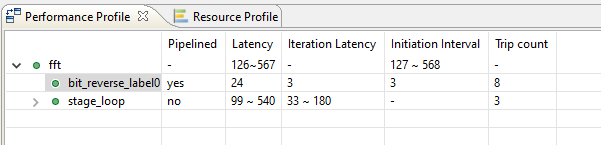 Performance Profile Resource Profile
Pipelined Latency Iteration Latency Initiation Interval Trip count
fft - 126~567 - 127 ~ 568 -
bit_reverse_label0 yes 24 3 3 8
stage_loop no 99 ~ 540 33 ~ 180 - 3